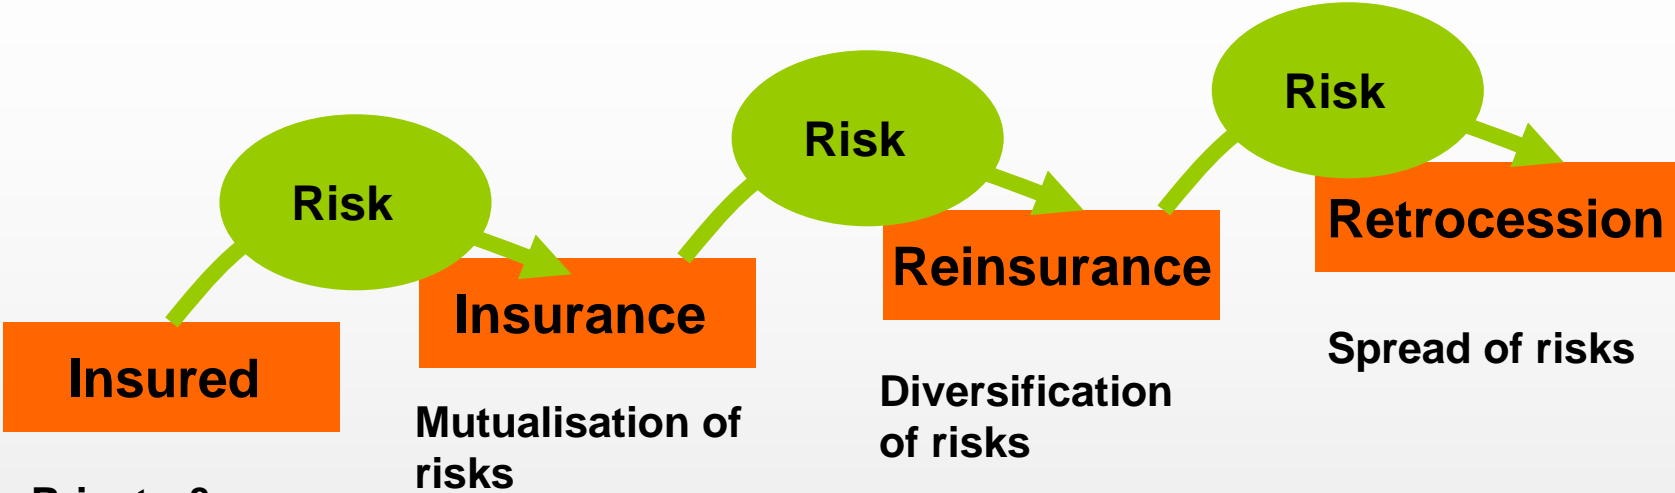 Risk
Risk
Risk
Retrocession
Reinsurance
Insurance
Insured
Spread of risks
Diversification
of risks
Mutualisation of
risks